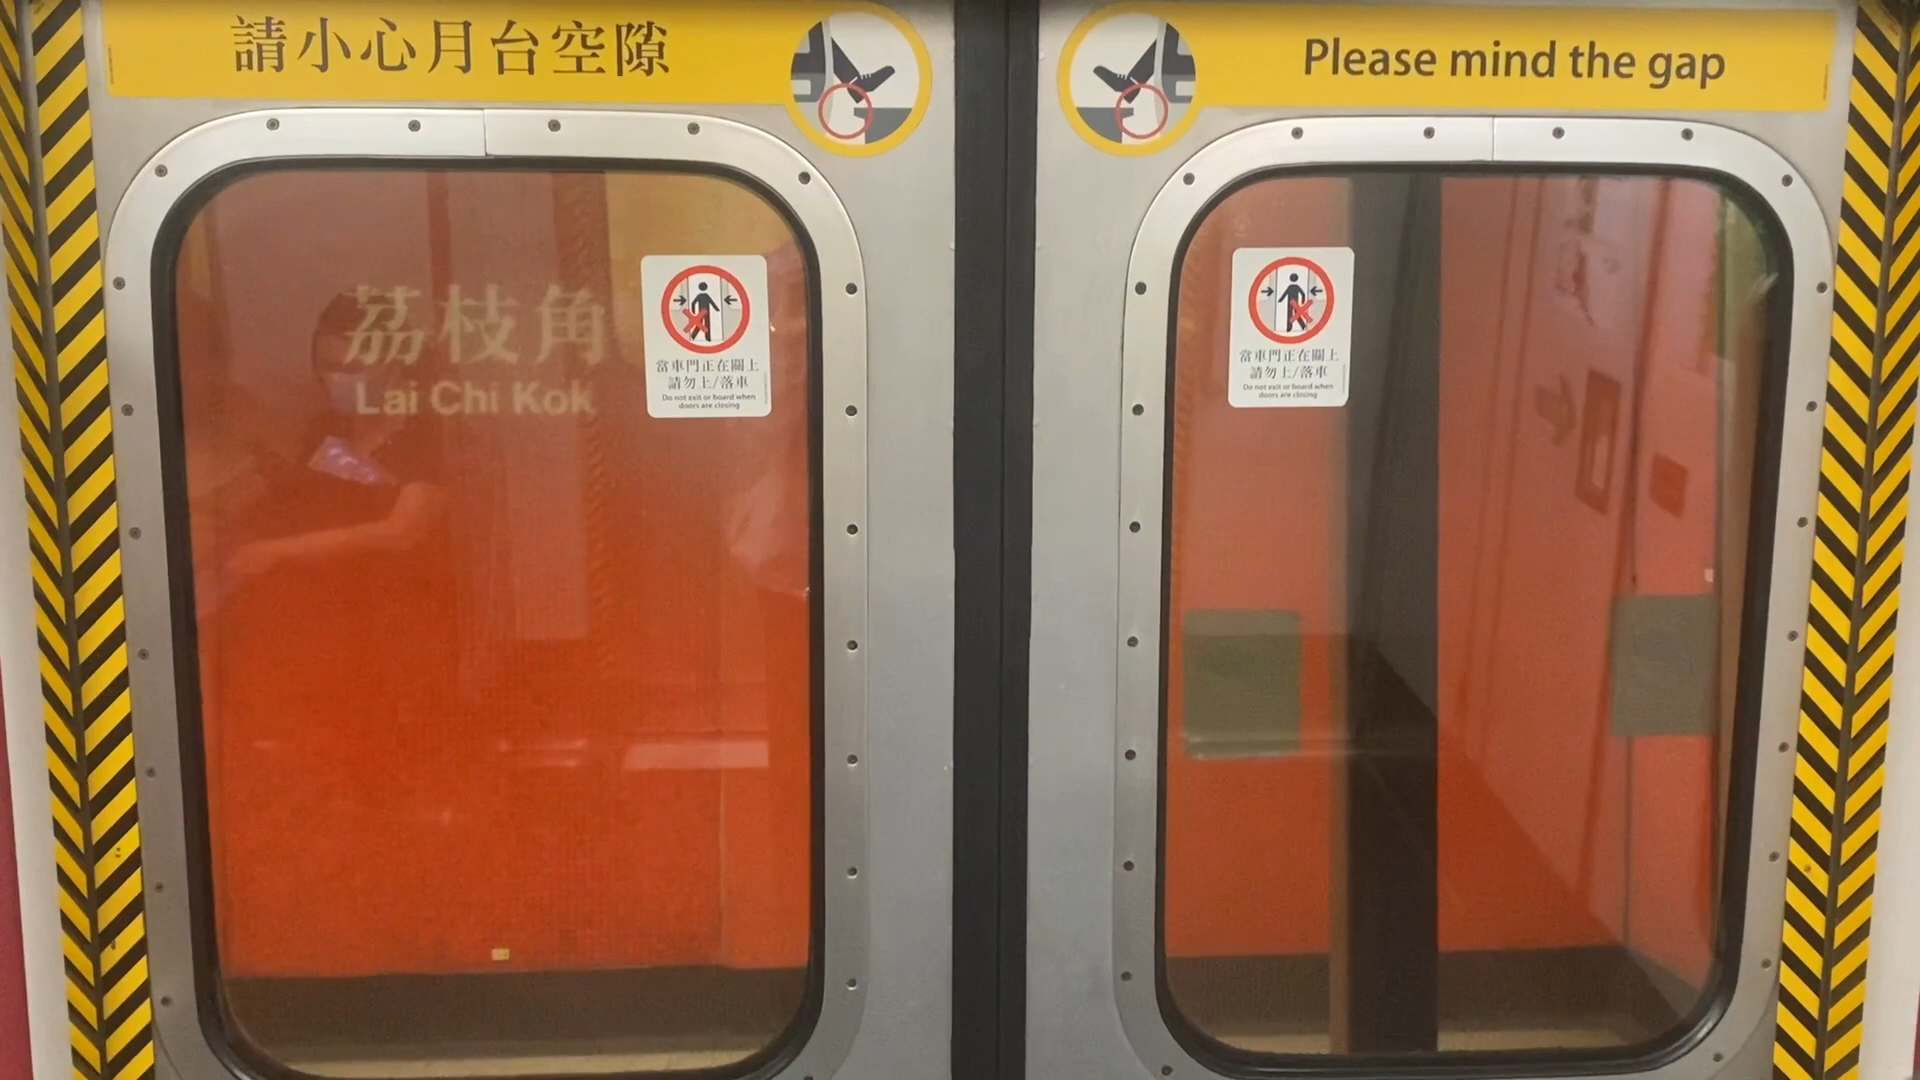 請小心月台空隙
Please mind the gap
荔枝角
Lai Chi Kok
當車門正在關上
請勿上/落車
Do not exit or board when
doors are closing
當車門正在關上
請勿上/落車
Do not exit or board when
doors are closing